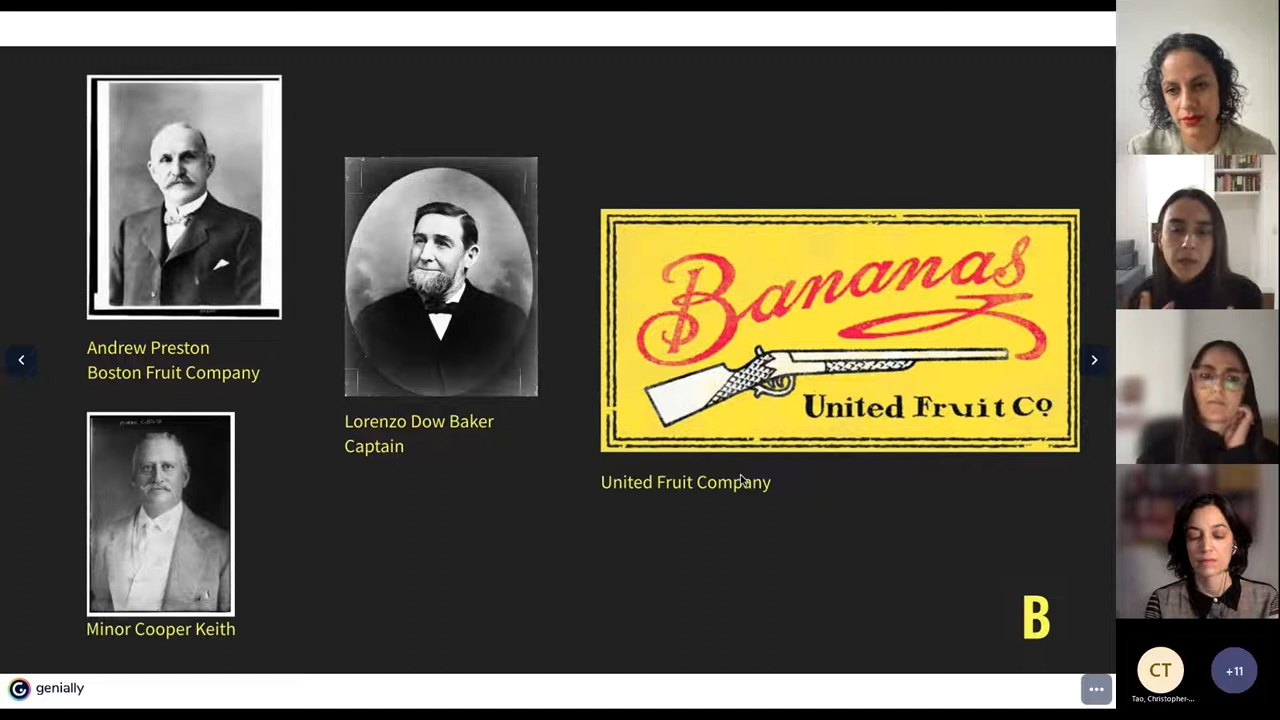 Andrew Preston
Boston Fruit Company
Lorenzo Dow Baker
Captain
Minor Cooper Keith
Bananas
United Fruit Co
United Fruit Company
B
genially
CT
+11
Tao, Christopher-...